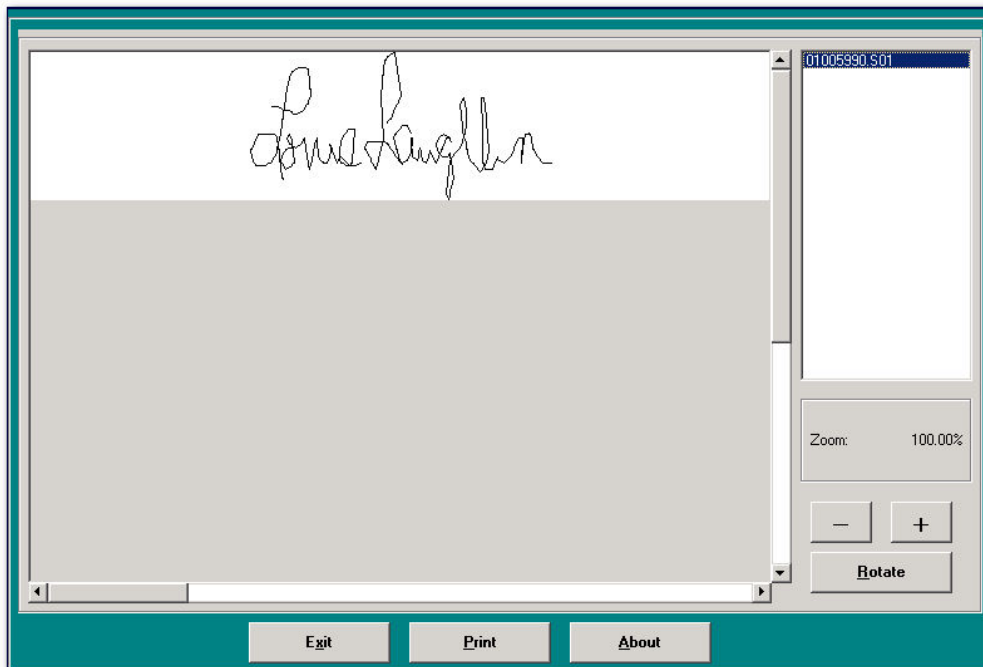 01005990.S01
Zoom: 100.00%
− +
Rotate
Exit Print About